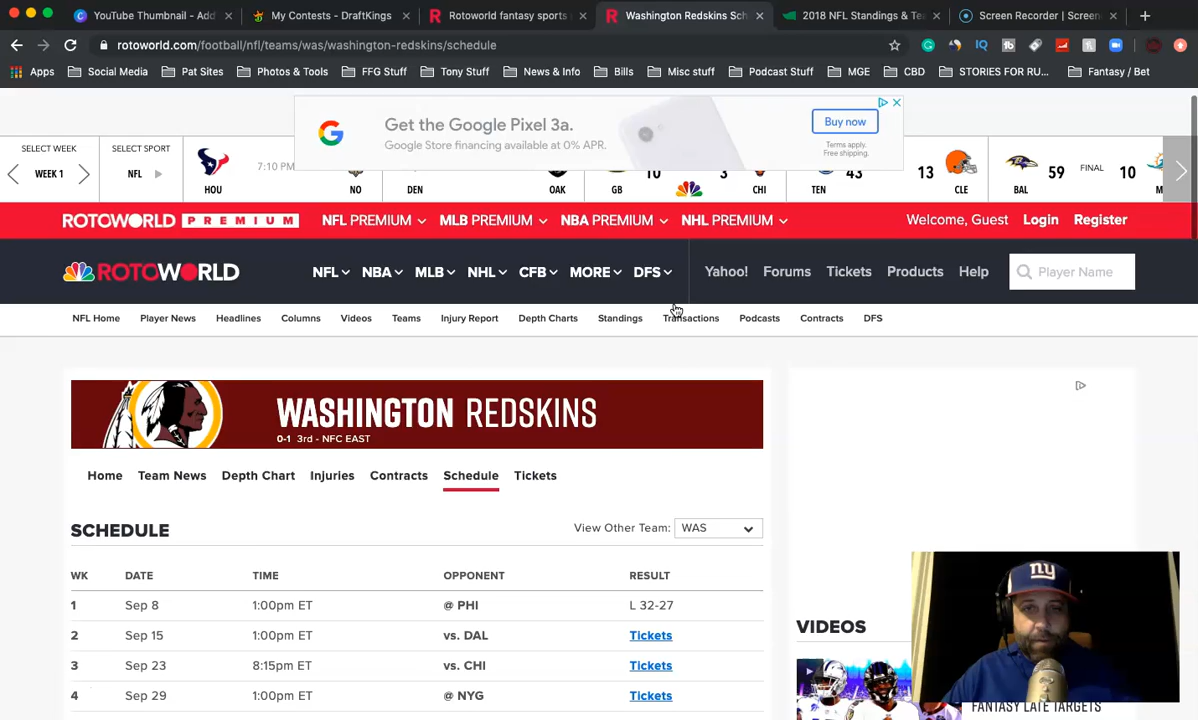 YouTube Thumbnail - Add
My Contests - DraftKings
Rotoworld fantasy sports
Washington Redskins Sch
2018 NFL Standings & Te
Screen Recorder | Screen
rotoworld.com/football/nfl/teams/was/washington-redskins/schedule
Apps Social Media Pat Sites Photos & Tools FFG Stuff Tony Stuff News & Info Bills Misc stuff Podcast Stuff MGE CBD STORIES FOR RU... Fantasy / Bet
Get the Google Pixel 3a.
Google Store financing available at 0% APR.
Buy now
Terms apply.
Free shipping.
SELECT WEEK
WEEK 1
SELECT SPORT
NFL
7:10 PM
HOU NO DEN OAK
GB 10 3 CHI
TEN 43 13 CLE
BAL 59 FINAL 10
ROTOWORLD PREMIUM NFL PREMIUM MLB PREMIUM NBA PREMIUM NHL PREMIUM Welcome, Guest Login Register
ROTOWORLD NFL NBA MLB NHL CFB MORE DFS Yahoo! Forums Tickets Products Help Player Name
NFL Home Player News Headlines Columns Videos Teams Injury Report Depth Charts Standings Transactions Podcasts Contracts DFS
WASHINGTON REDSKINS
0-1 3rd - NFC EAST
Home Team News Depth Chart Injuries Contracts Schedule Tickets
SCHEDULE
View Other Team: WAS
WK DATE TIME OPPONENT RESULT
1 Sep 8 1:00pm ET @ PHI L 32-27
2 Sep 15 1:00pm ET vs. DAL Tickets
3 Sep 23 8:15pm ET vs. CHI Tickets
4 Sep 29 1:00pm ET @ NYG Tickets
VIDEOS
FANTASY LATE TARGETS
ny